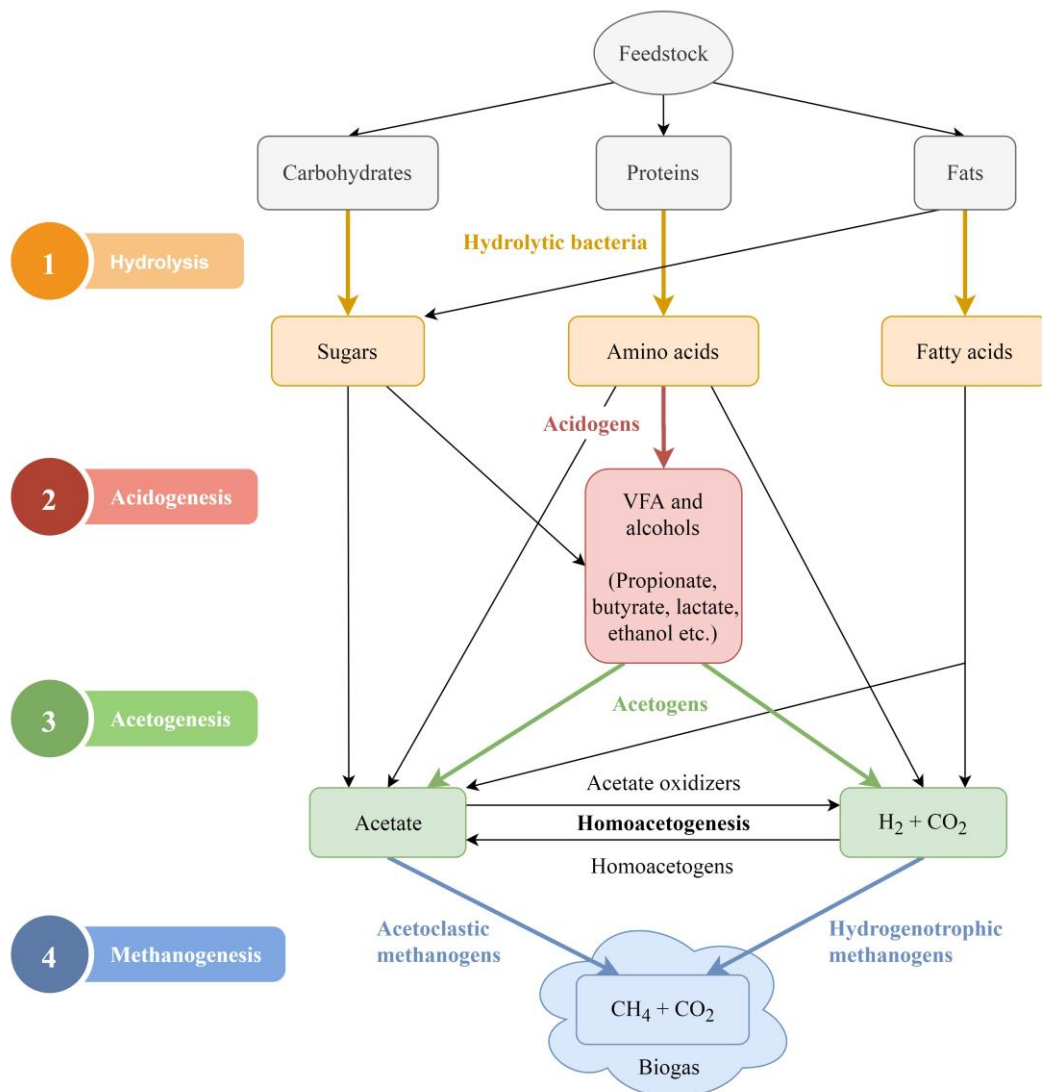 Feedstock
Carbohydrates
Proteins
Fats
Hydrolytic bacteria
1
Hydrolysis
Sugars
Amino acids
Fatty acids
Acidogens
2
Acidogenesis
VFA and
alcohols
(Propionate,
butyrate, lactate,
ethanol etc.)
3
Acetogenesis
Acetogens
Acetate oxidizers
Acetate
Homoacetogenesis
H₂ + CO₂
Homoacetogens
4
Methanogenesis
Acetoclastic
methanogens
Hydrogenotrophic
methanogens
CH₄ + CO₂
Biogas